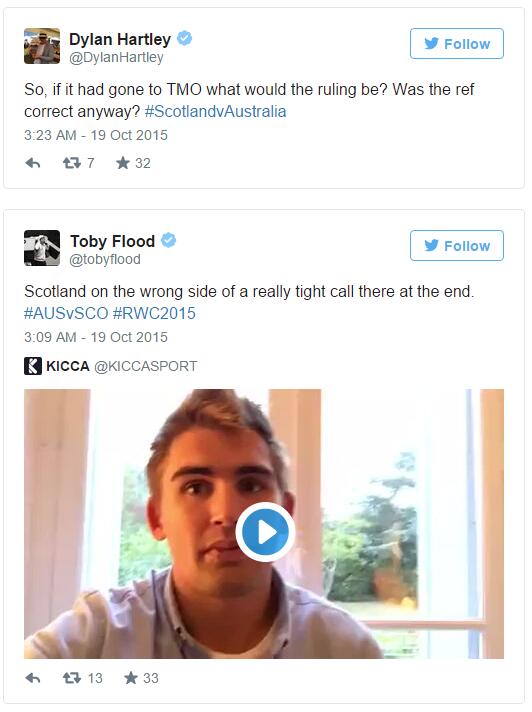 Dylan Hartley
@DylanHartley
Follow
So, if it had gone to TMO what would the ruling be? Was the ref
correct anyway? #ScotlandvAustralia
3:23 AM - 19 Oct 2015
7 32
Toby Flood
@tobyflood
Follow
Scotland on the wrong side of a really tight call there at the end.
#AUSvSCO #RWC2015
3:09 AM - 19 Oct 2015
KICCA @KICCASPORT
13 33